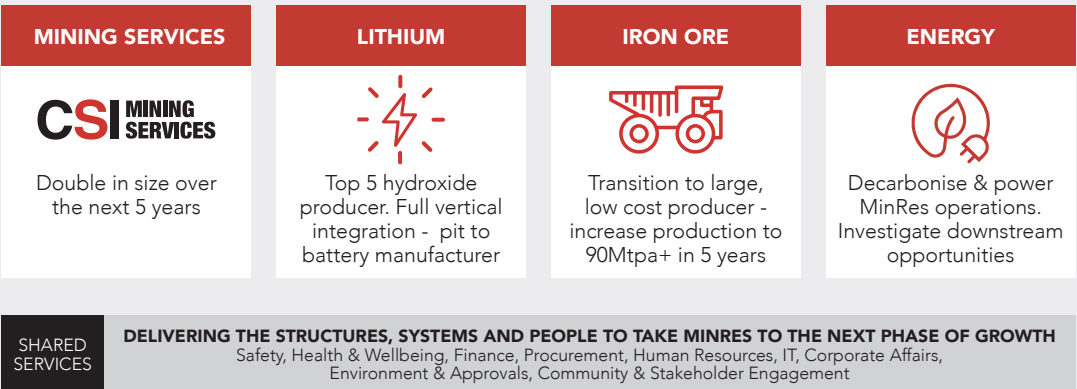 MINING SERVICES
CSI MINING
SERVICES
Double in size over
the next 5 years
LITHIUM
Top 5 hydroxide
producer. Full vertical
integration - pit to
battery manufacturer
IRON ORE
Transition to large,
low cost producer -
increase production to
90Mtpa+ in 5 years
ENERGY
Decarbonise & power
MinRes operations.
Investigate downstream
opportunities
SHARED
SERVICES
DELIVERING THE STRUCTURES, SYSTEMS AND PEOPLE TO TAKE MINRES TO THE NEXT PHASE OF GROWTH
Safety, Health & Wellbeing, Finance, Procurement, Human Resources, IT, Corporate Affairs,
Environment & Approvals, Community & Stakeholder Engagement